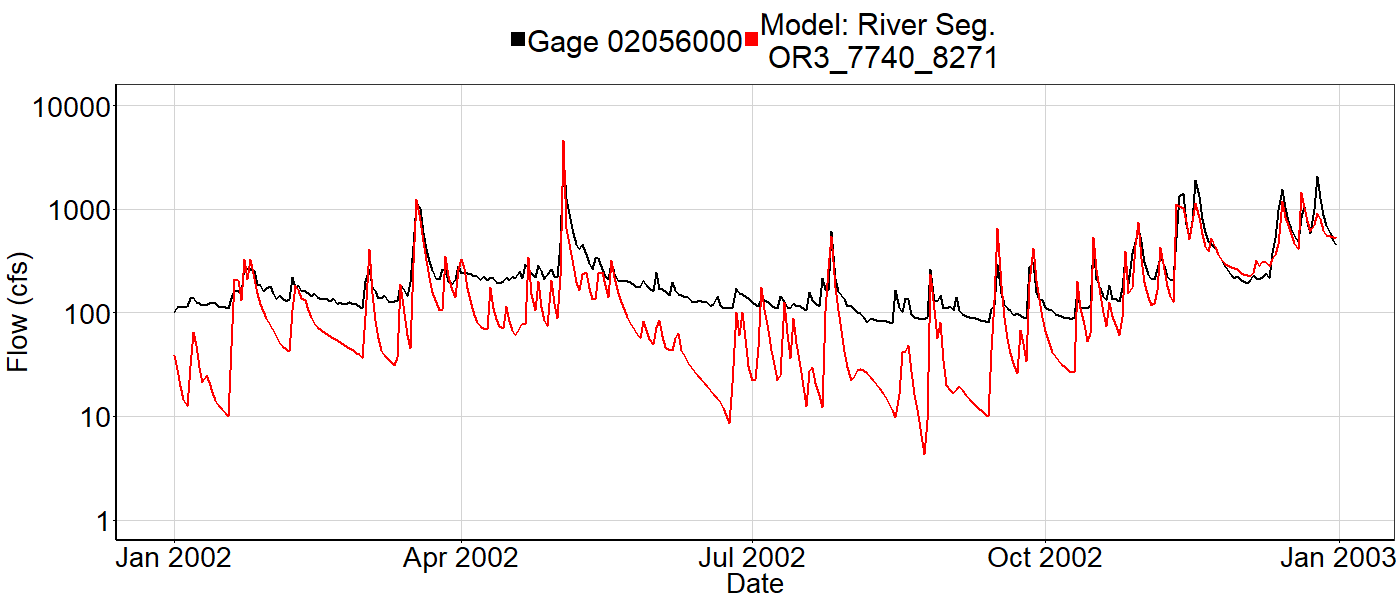 Gage 02056000
Model: River Seg.
OR3_7740_8271
Flow (cfs)
10000
1000
100
10
1
Jan 2002
Apr 2002
Jul 2002
Oct 2002
Jan 2003
Date